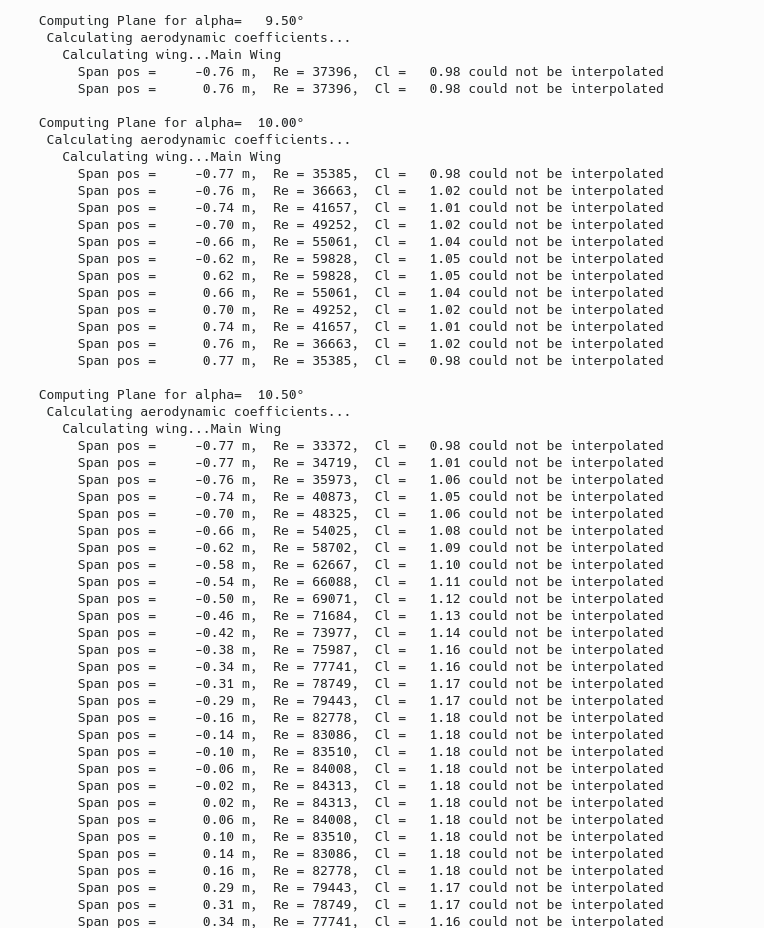 Computing Plane for alpha=   9.50°
 Calculating aerodynamic coefficients...
   Calculating wing...Main Wing
     Span pos =     -0.76 m,  Re = 37396,  Cl =   0.98 could not be interpolated
     Span pos =      0.76 m,  Re = 37396,  Cl =   0.98 could not be interpolated

Computing Plane for alpha=  10.00°
 Calculating aerodynamic coefficients...
   Calculating wing...Main Wing
     Span pos =     -0.77 m,  Re = 35385,  Cl =   0.98 could not be interpolated
     Span pos =     -0.76 m,  Re = 36663,  Cl =   1.02 could not be interpolated
     Span pos =     -0.74 m,  Re = 41657,  Cl =   1.01 could not be interpolated
     Span pos =     -0.70 m,  Re = 49252,  Cl =   1.02 could not be interpolated
     Span pos =     -0.66 m,  Re = 55061,  Cl =   1.04 could not be interpolated
     Span pos =     -0.62 m,  Re = 59828,  Cl =   1.05 could not be interpolated
     Span pos =      0.62 m,  Re = 59828,  Cl =   1.05 could not be interpolated
     Span pos =      0.66 m,  Re = 55061,  Cl =   1.04 could not be interpolated
     Span pos =      0.70 m,  Re = 49252,  Cl =   1.02 could not be interpolated
     Span pos =      0.74 m,  Re = 41657,  Cl =   1.01 could not be interpolated
     Span pos =      0.76 m,  Re = 36663,  Cl =   1.02 could not be interpolated
     Span pos =      0.77 m,  Re = 35385,  Cl =   0.98 could not be interpolated

Computing Plane for alpha=  10.50°
 Calculating aerodynamic coefficients...
   Calculating wing...Main Wing
     Span pos =     -0.77 m,  Re = 33372,  Cl =   0.98 could not be interpolated
     Span pos =     -0.77 m,  Re = 34719,  Cl =   1.01 could not be interpolated
     Span pos =     -0.76 m,  Re = 35973,  Cl =   1.06 could not be interpolated
     Span pos =     -0.74 m,  Re = 40873,  Cl =   1.05 could not be interpolated
     Span pos =     -0.70 m,  Re = 48325,  Cl =   1.06 could not be interpolated
     Span pos =     -0.66 m,  Re = 54025,  Cl =   1.08 could not be interpolated
     Span pos =     -0.62 m,  Re = 58702,  Cl =   1.09 could not be interpolated
     Span pos =     -0.58 m,  Re = 62667,  Cl =   1.10 could not be interpolated
     Span pos =     -0.54 m,  Re = 66088,  Cl =   1.11 could not be interpolated
     Span pos =     -0.50 m,  Re = 69071,  Cl =   1.12 could not be interpolated
     Span pos =     -0.46 m,  Re = 71684,  Cl =   1.13 could not be interpolated
     Span pos =     -0.42 m,  Re = 73977,  Cl =   1.14 could not be interpolated
     Span pos =     -0.38 m,  Re = 75987,  Cl =   1.16 could not be interpolated
     Span pos =     -0.34 m,  Re = 77741,  Cl =   1.16 could not be interpolated
     Span pos =     -0.31 m,  Re = 78749,  Cl =   1.17 could not be interpolated
     Span pos =     -0.29 m,  Re = 79443,  Cl =   1.17 could not be interpolated
     Span pos =     -0.16 m,  Re = 82778,  Cl =   1.18 could not be interpolated
     Span pos =     -0.14 m,  Re = 83086,  Cl =   1.18 could not be interpolated
     Span pos =     -0.10 m,  Re = 83510,  Cl =   1.18 could not be interpolated
     Span pos =     -0.06 m,  Re = 84008,  Cl =   1.18 could not be interpolated
     Span pos =     -0.02 m,  Re = 84313,  Cl =   1.18 could not be interpolated
     Span pos =      0.02 m,  Re = 84313,  Cl =   1.18 could not be interpolated
     Span pos =      0.06 m,  Re = 84008,  Cl =   1.18 could not be interpolated
     Span pos =      0.10 m,  Re = 83510,  Cl =   1.18 could not be interpolated
     Span pos =      0.14 m,  Re = 83086,  Cl =   1.18 could not be interpolated
     Span pos =      0.16 m,  Re = 82778,  Cl =   1.18 could not be interpolated
     Span pos =      0.29 m,  Re = 79443,  Cl =   1.17 could not be interpolated
     Span pos =      0.31 m,  Re = 78749,  Cl =   1.17 could not be interpolated
     Span pos =      0.34 m,  Re = 77741,  Cl =   1.16 could not be interpolated